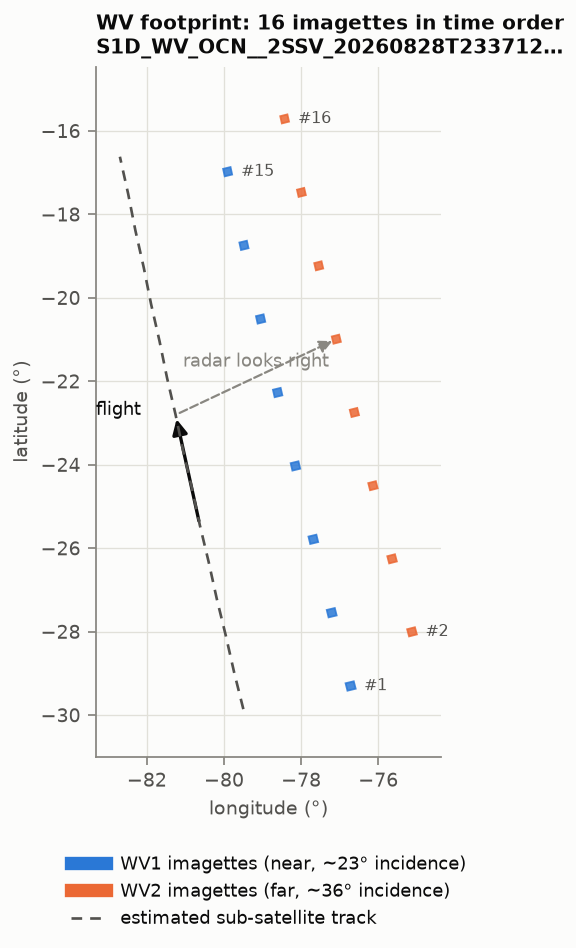 WV footprint: 16 imagettes in time order
S1D_WV_OCN__2SSV_20260828T233712…
#16
−16
#15
−18
−20
radar looks right
−22
flight
−24
latitude (°)
−26
−28
#2
#1
−30
−82
−80
−78
−76
longitude (°)
WV1 imagettes (near, ~23° incidence)
WV2 imagettes (far, ~36° incidence)
estimated sub-satellite track